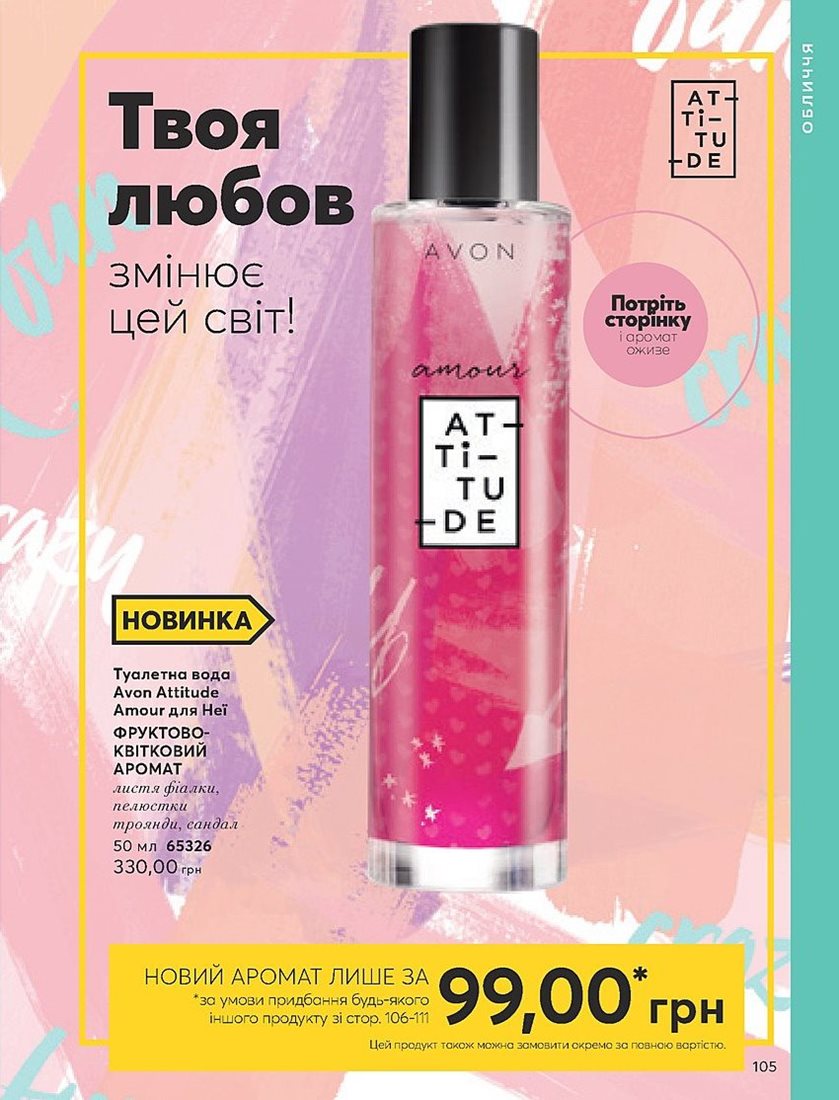 Твоя
любов
змінює
цей світ!
AT-
Ti-
TU
-DE
ОБЛИЧЧЯ
AVON
amour
AT-
Ti-
TU
-DE
Потріть
сторінку
і аромат
оживе
НОВИНКА
Туалетна вода
Avon Attitude
Amour для Неї
ФРУКТОВО-
КВІТКОВИЙ
АРОМАТ
листя фіалки,
пелюстки
троянди, сандал
50 мл 65326
330,00 грн
НОВИЙ АРОМАТ ЛИШЕ ЗА
*за умови придбання будь-якого
іншого продукту зі стор. 106-111
99,00* грн
Цей продукт також можна замовити окремо за повною вартістю.
105
crazy